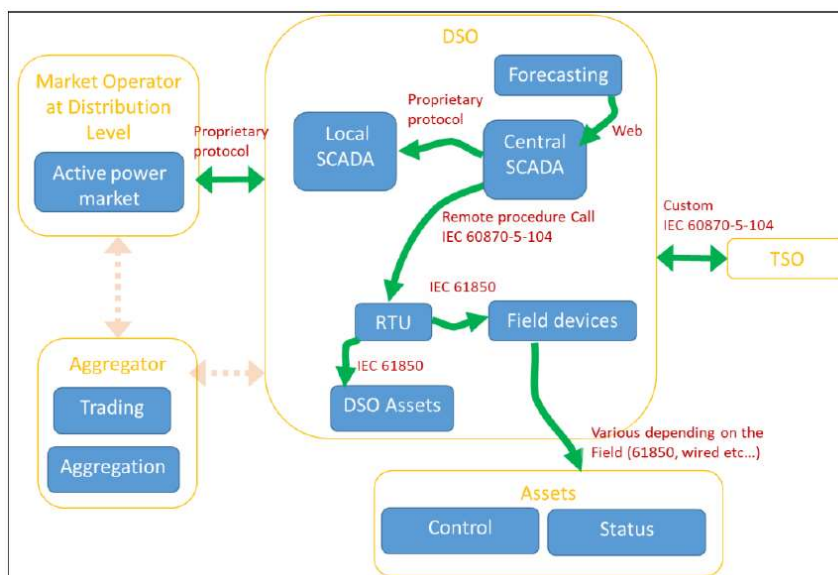 DSO
Market Operator
at Distribution
Level
Active power
market
Proprietary
protocol
Forecasting
Web
Proprietary
protocol
Local
SCADA
Central
SCADA
Remote procedure Call
IEC 60870-5-104
Custom
IEC 60870-5-104
TSO
IEC 61850
RTU
Field devices
IEC 61850
DSO Assets
Aggregator
Trading
Aggregation
Various depending on the
Field (61850, wired etc...)
Assets
Control
Status